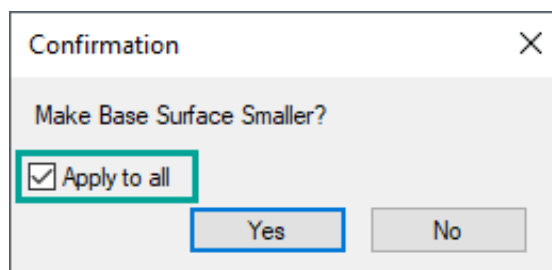 Confirmation
Make Base Surface Smaller?
Apply to all
Yes No